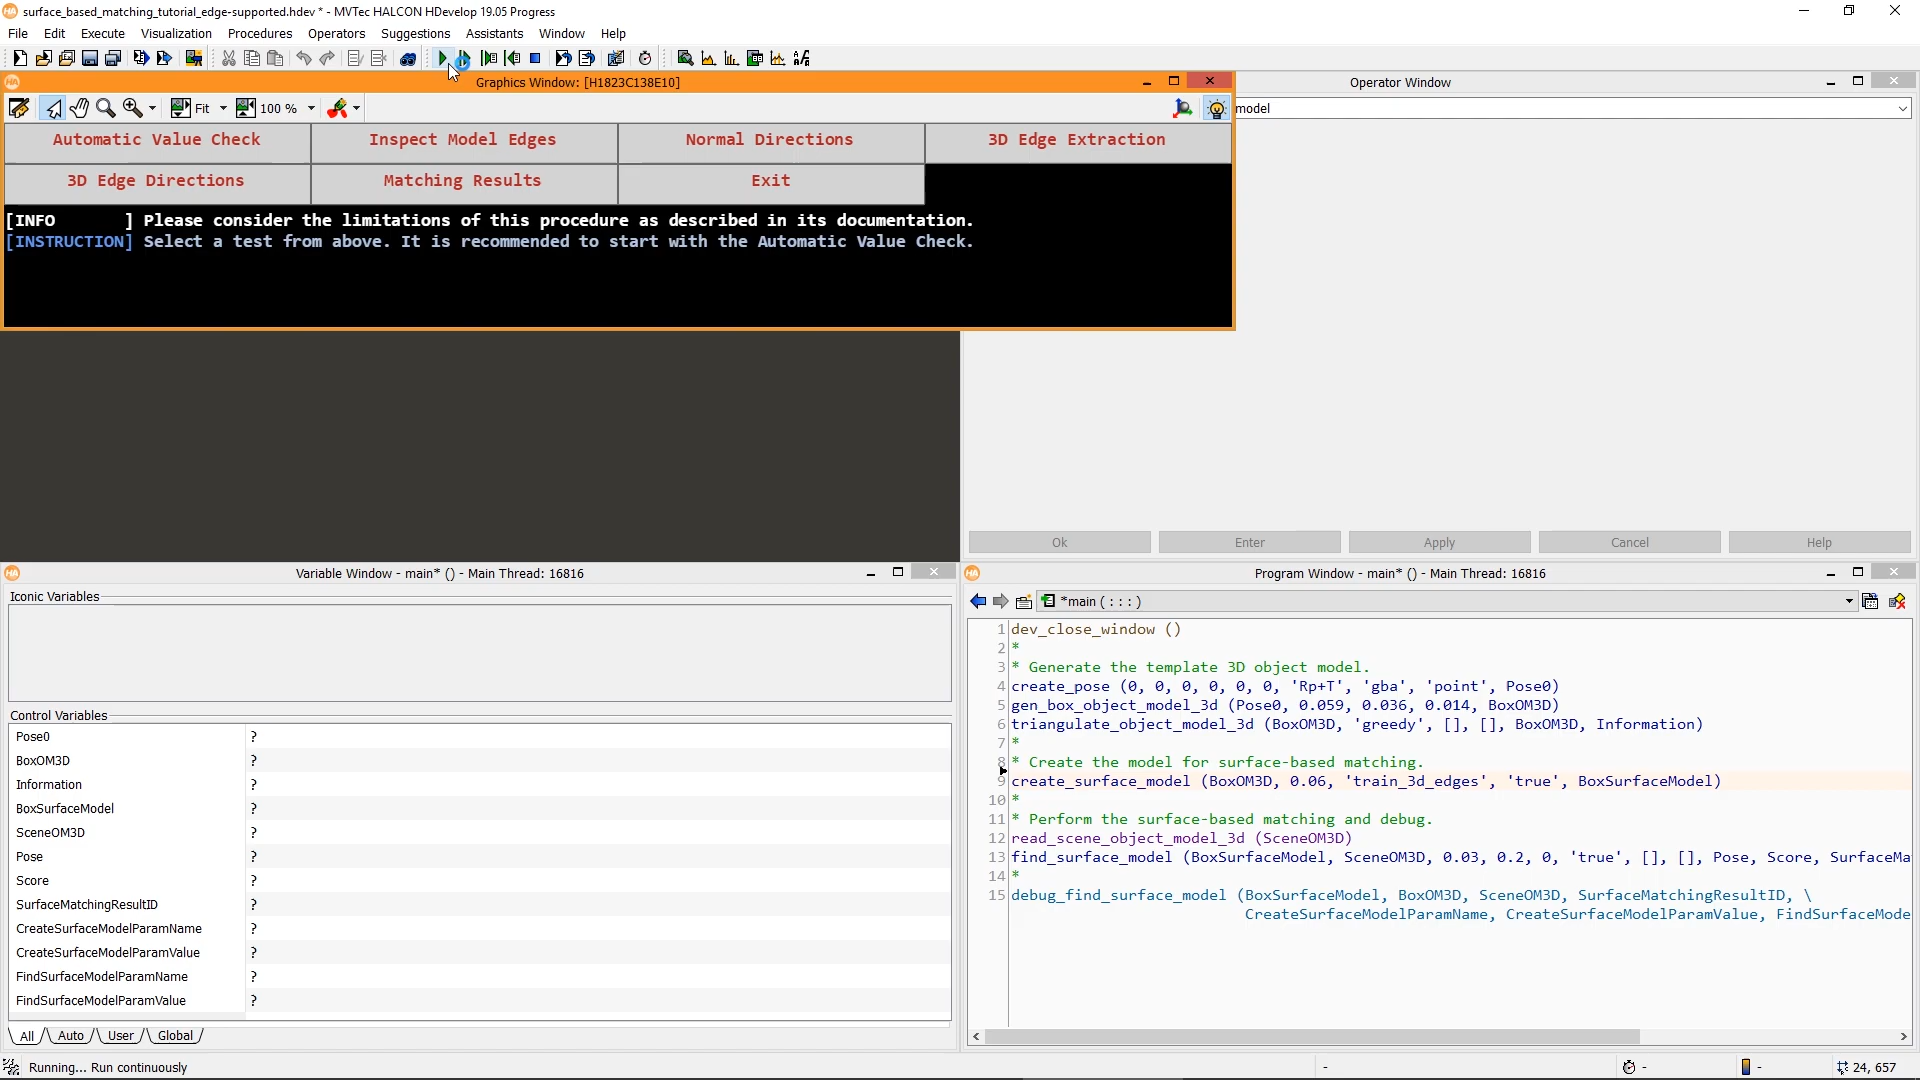 surface_based_matching_tutorial_edge-supported.hdev * - MVTec HALCON HDevelop 19.05 Progress
File Edit Execute Visualization Procedures Operators Suggestions Assistants Window Help
Graphics Window: [H1823C138E10]
Operator Window
Fit 100 %
model
Automatic Value Check Inspect Model Edges Normal Directions 3D Edge Extraction
3D Edge Directions Matching Results Exit
[INFO ] Please consider the limitations of this procedure as described in its documentation.
[INSTRUCTION] Select a test from above. It is recommended to start with the Automatic Value Check.
Ok Enter Apply Cancel Help
Variable Window - main* () - Main Thread: 16816
Iconic Variables
Control Variables
Pose0 ?
BoxOM3D ?
Information ?
BoxSurfaceModel ?
SceneOM3D ?
Pose ?
Score ?
SurfaceMatchingResultID ?
CreateSurfaceModelParamName ?
CreateSurfaceModelParamValue ?
FindSurfaceModelParamName ?
FindSurfaceModelParamValue ?
All Auto User Global
Program Window - main* () - Main Thread: 16816
*main ( : : : )
1 dev_close_window ()
2 *
3 * Generate the template 3D object model.
4 create_pose (0, 0, 0, 0, 0, 0, 'Rp+T', 'gba', 'point', Pose0)
5 gen_box_object_model_3d (Pose0, 0.059, 0.036, 0.014, BoxOM3D)
6 triangulate_object_model_3d (BoxOM3D, 'greedy', [], [], BoxOM3D, Information)
7 *
8 * Create the model for surface-based matching.
9 create_surface_model (BoxOM3D, 0.06, 'train_3d_edges', 'true', BoxSurfaceModel)
10 *
11 * Perform the surface-based matching and debug.
12 read_scene_object_model_3d (SceneOM3D)
13 find_surface_model (BoxSurfaceModel, SceneOM3D, 0.03, 0.2, 0, 'true', [], [], Pose, Score, SurfaceMa
14 *
15 debug_find_surface_model (BoxSurfaceModel, BoxOM3D, SceneOM3D, SurfaceMatchingResultID, \
CreateSurfaceModelParamName, CreateSurfaceModelParamValue, FindSurfaceMode
Running... Run continuously - - - 24, 657